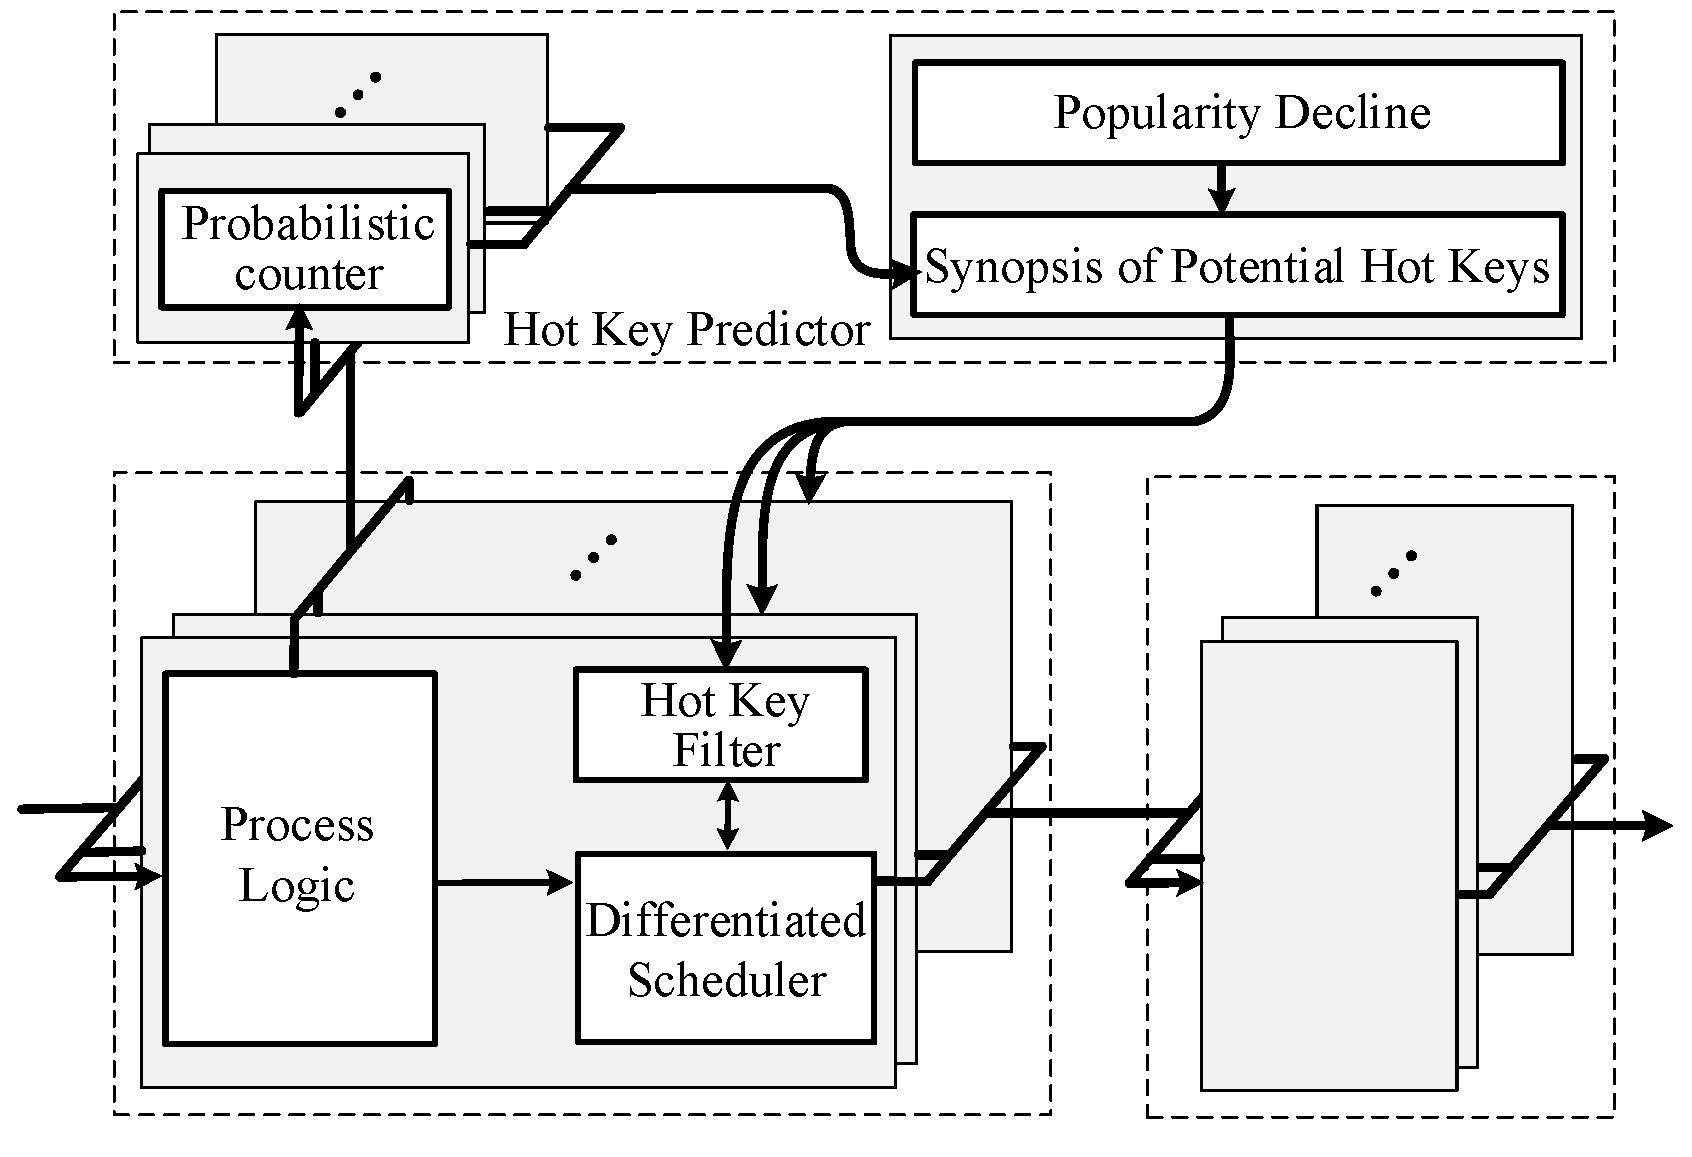 Popularity Decline
Probabilistic
counter
Synopsis of Potential Hot Keys
Hot Key Predictor
Hot Key
Filter
Process
Logic
Differentiated
Scheduler